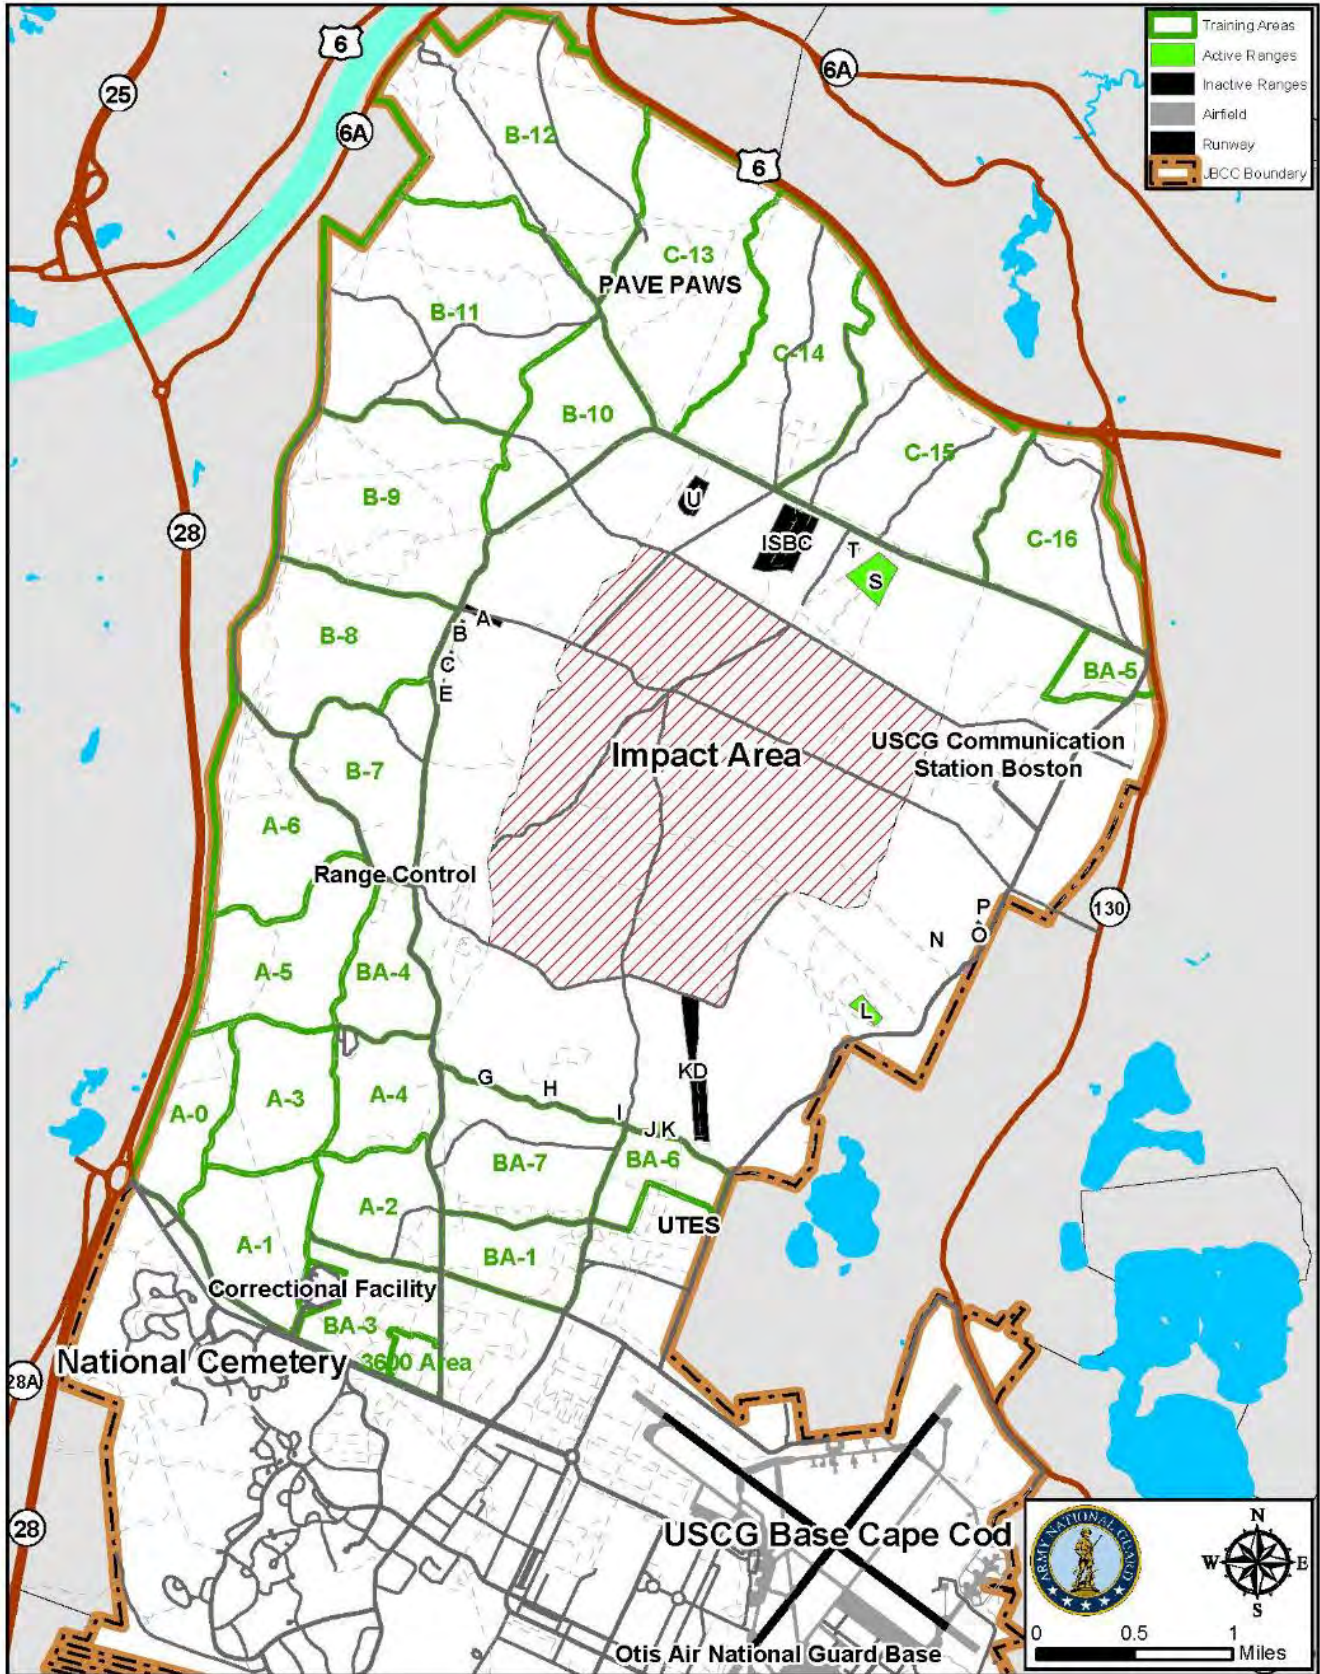 Training Areas
Active Ranges
Inactive Ranges
Airfield
Runway
JBCC Boundary
6
6A
25
6A
B-12
6
C-13
PAVE PAWS
B-11
C-14
B-10
C-15
B-9
U
28
ISBC
T
C-16
S
A
B-8
B
C
BA-5
E
USCG Communication
Station Boston
Impact Area
B-7
A-6
Range Control
P
130
O
N
A-5
BA-4
L
KD
G
H
A-3
A-4
A-0
I
J K
BA-7
BA-6
A-2
UTES
A-1
BA-1
Correctional Facility
BA-3
National Cemetery
3600 Area
28A
28
USCG Base Cape Cod
Otis Air National Guard Base
ARMY NATIONAL GUARD
N
W
E
S
0
0.5
1
Miles